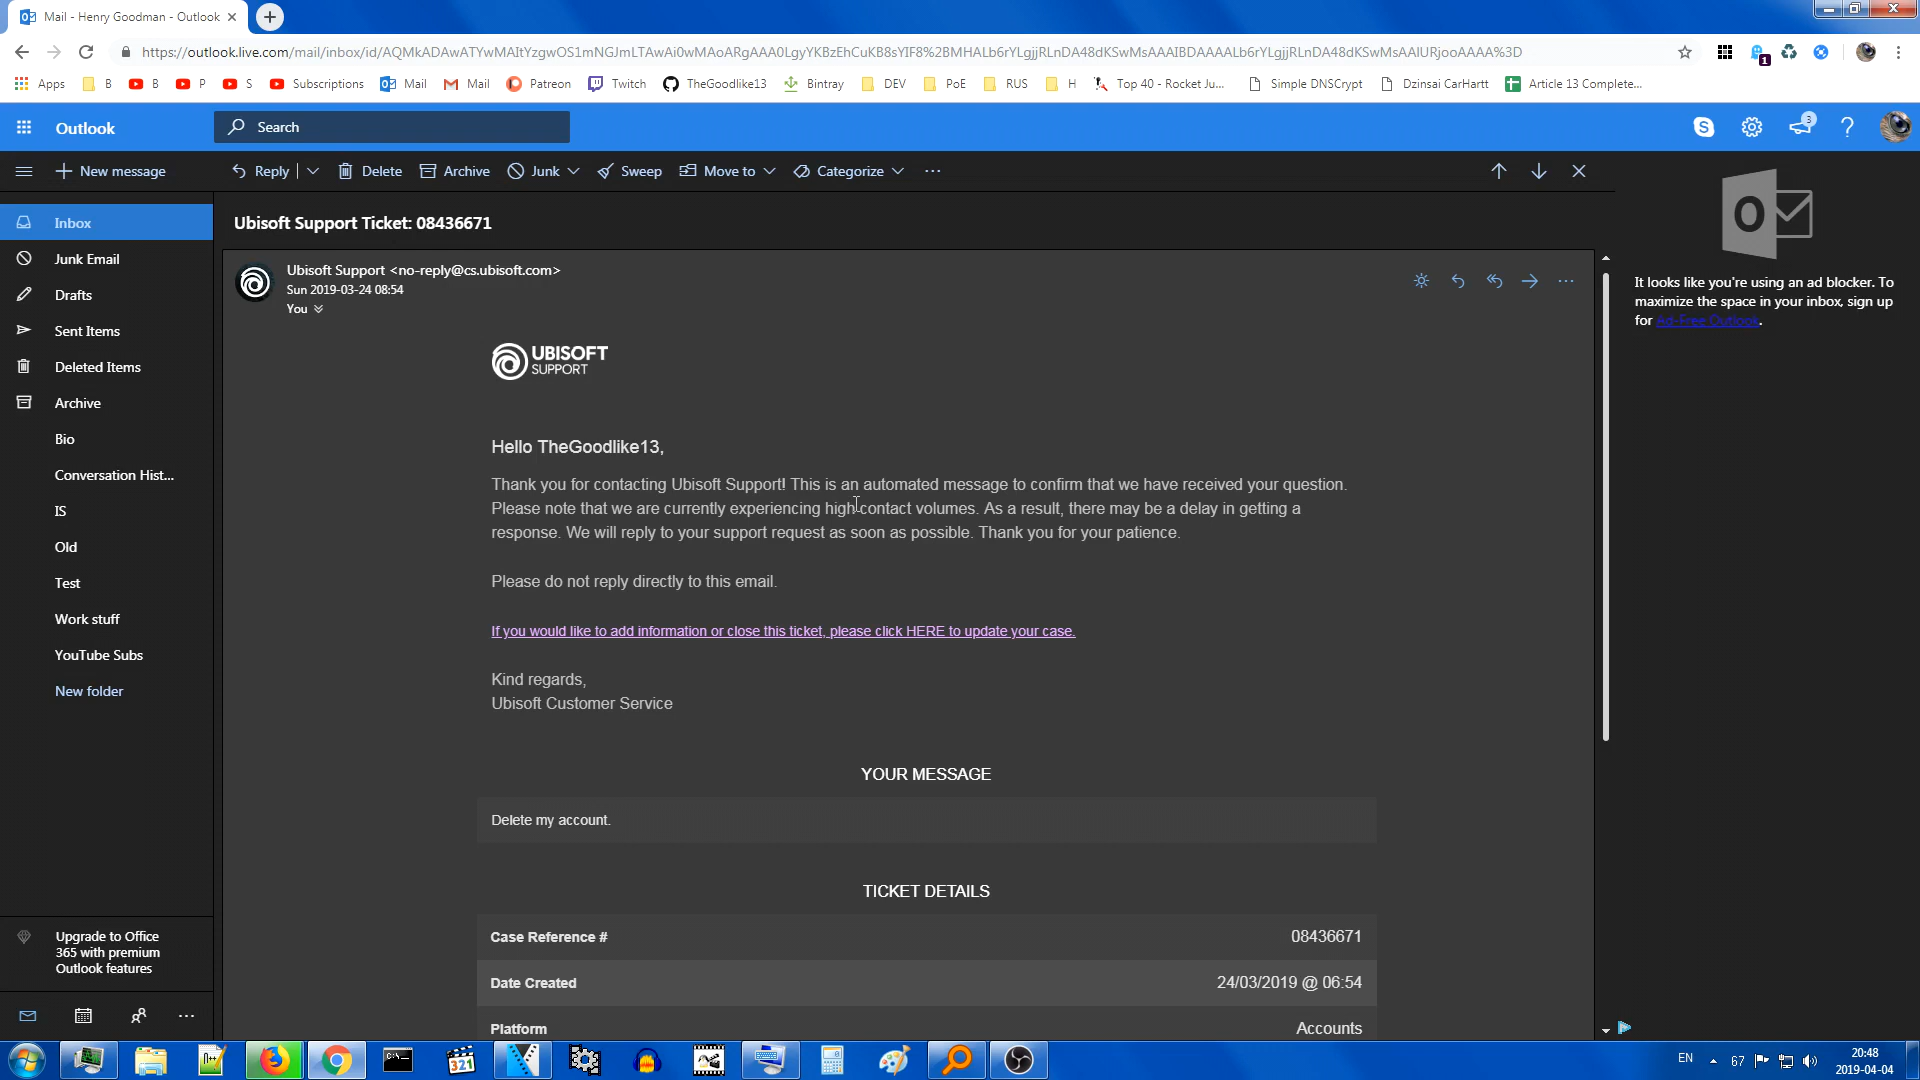 Mail - Henry Goodman - Outlook
https://outlook.live.com/mail/inbox/id/AQMkADAwATYwMAItYzgwOS1mNGJmLTAwAi0wMAoARgAAA0LgyYKBzEhCuKB8sYIF8%2BMHALb6rYLgjjRLnDA48dKSwMsAAAIBDAAAALb6rYLgjjRLnDA48dKSwMsAAlURjooAAAA%3D
1
Apps B B P S Subscriptions Mail Mail Patreon Twitch TheGoodlike13 Bintray DEV PoE RUS H Top 40 - Rocket Ju... Simple DNSCrypt Dzinsai CarHartt Article 13 Complete...
Outlook Search 3
New message Reply Delete Archive Junk Sweep Move to Categorize
Inbox
Junk Email
Drafts
Sent Items
Deleted Items
Archive
Bio
Conversation Hist...
IS
Old
Test
Work stuff
YouTube Subs
New folder
Upgrade to Office
365 with premium
Outlook features
Ubisoft Support Ticket: 08436671
Ubisoft Support <no-reply@cs.ubisoft.com>
Sun 2019-03-24 08:54
You
UBISOFT
SUPPORT
Hello TheGoodlike13,
Thank you for contacting Ubisoft Support! This is an automated message to confirm that we have received your question.
Please note that we are currently experiencing high contact volumes. As a result, there may be a delay in getting a
response. We will reply to your support request as soon as possible. Thank you for your patience.
Please do not reply directly to this email.
If you would like to add information or close this ticket, please click HERE to update your case.
Kind regards,
Ubisoft Customer Service
YOUR MESSAGE
Delete my account.
TICKET DETAILS
Case Reference # 08436671
Date Created 24/03/2019 @ 06:54
Platform Accounts
It looks like you're using an ad blocker. To
maximize the space in your inbox, sign up
for Ad-Free Outlook.
321
EN 67
20:48
2019-04-04